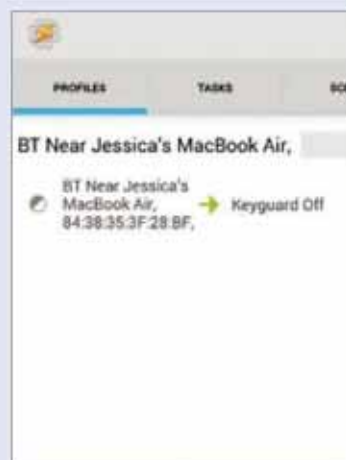 PROFILES TASKS SCE
BT Near Jessica's MacBook Air,
BT Near Jessica's
MacBook Air, Keyguard Off
84:38:35:3F:28:BF,